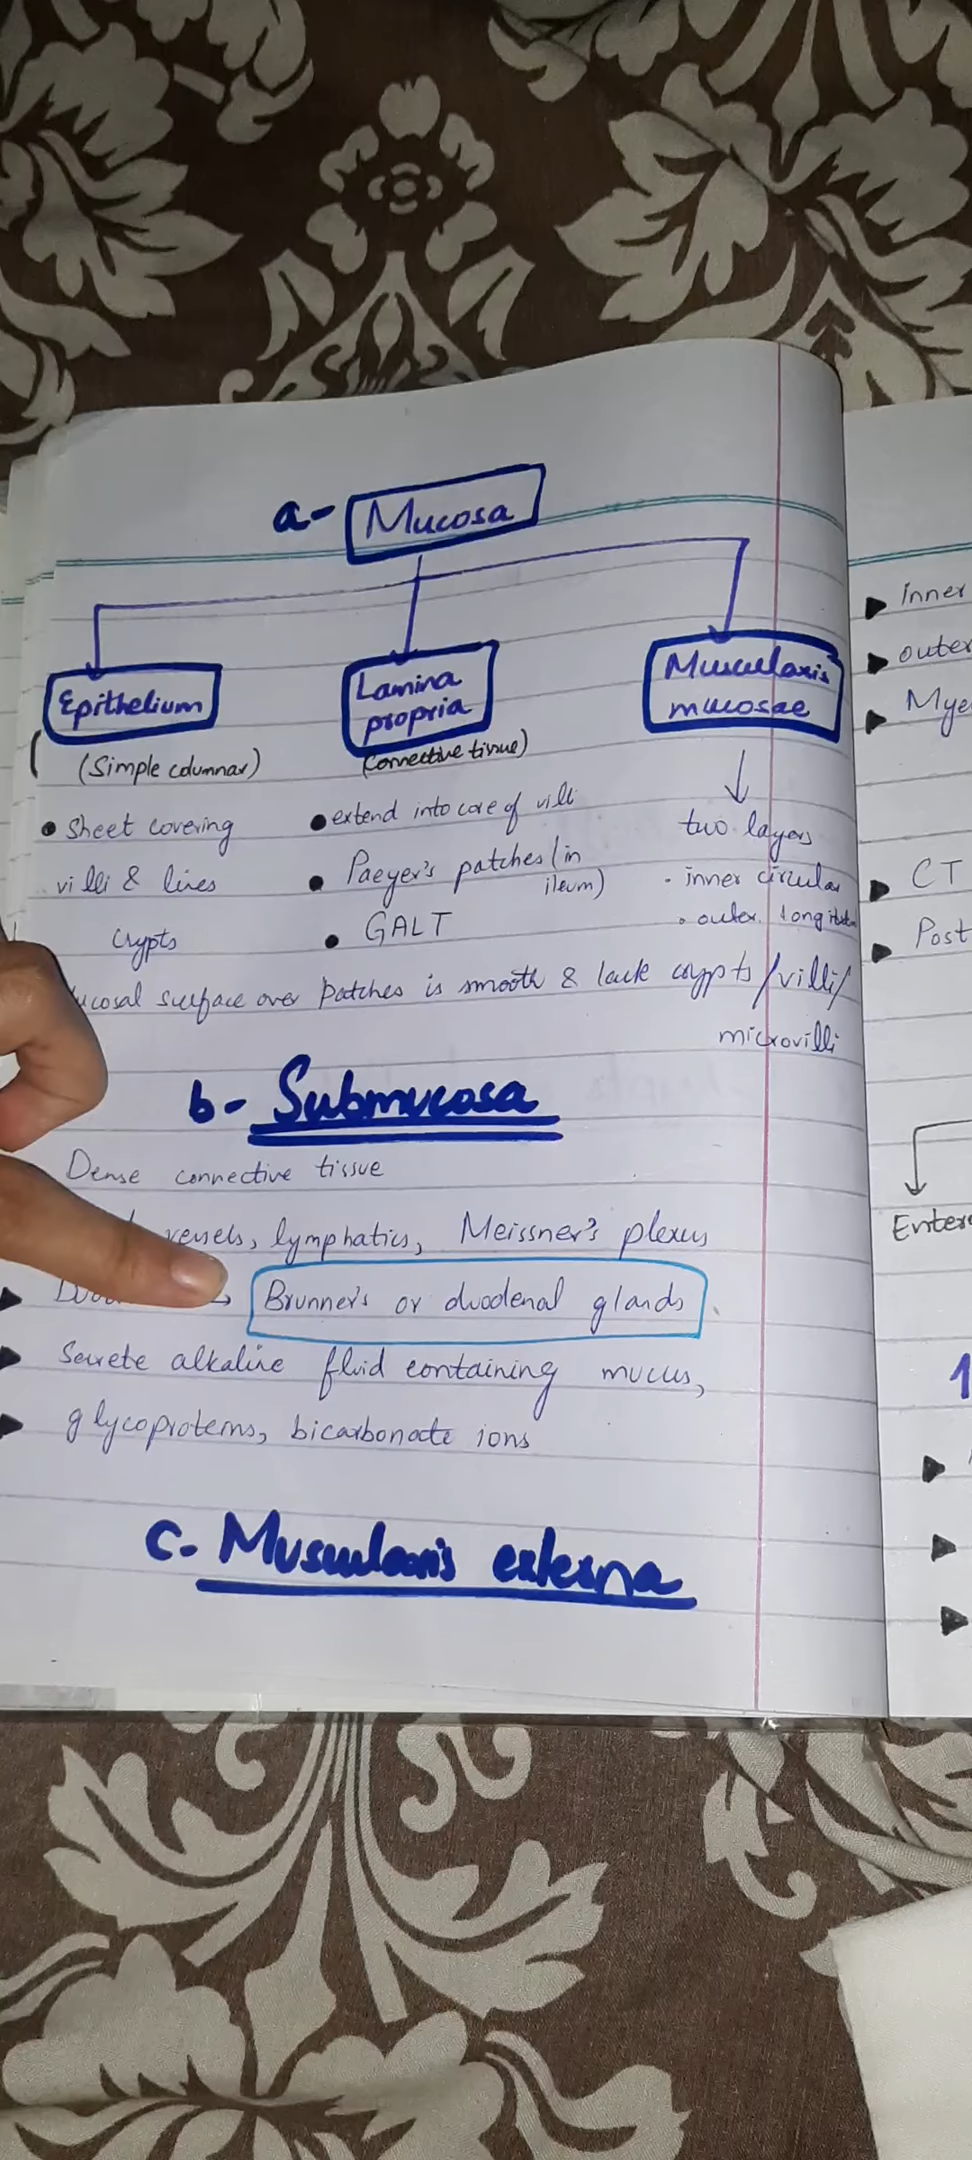 a- Mucosa
Epithelium
(Simple columnar)
Lamina propria
(connective tissue)
Muscularis mucosae
• Sheet covering
villi & lines
crypts
• extend into core of villi
• Paeyer's patches (in
ileum)
• GALT
two layers
· inner circular
· outer
mucosal surface over patches is smooth & lack crypts/villi/
microvilli
b- Submucosa
Dense connective tissue
vessels, lymphatics, Meissner's plexus
Brunner's or duodenal glands
Secrete alkaline fluid containing mucus,
glycoproteins, bicarbonate ions
c- Muscularis externa
inner
outer
CT
Post
1